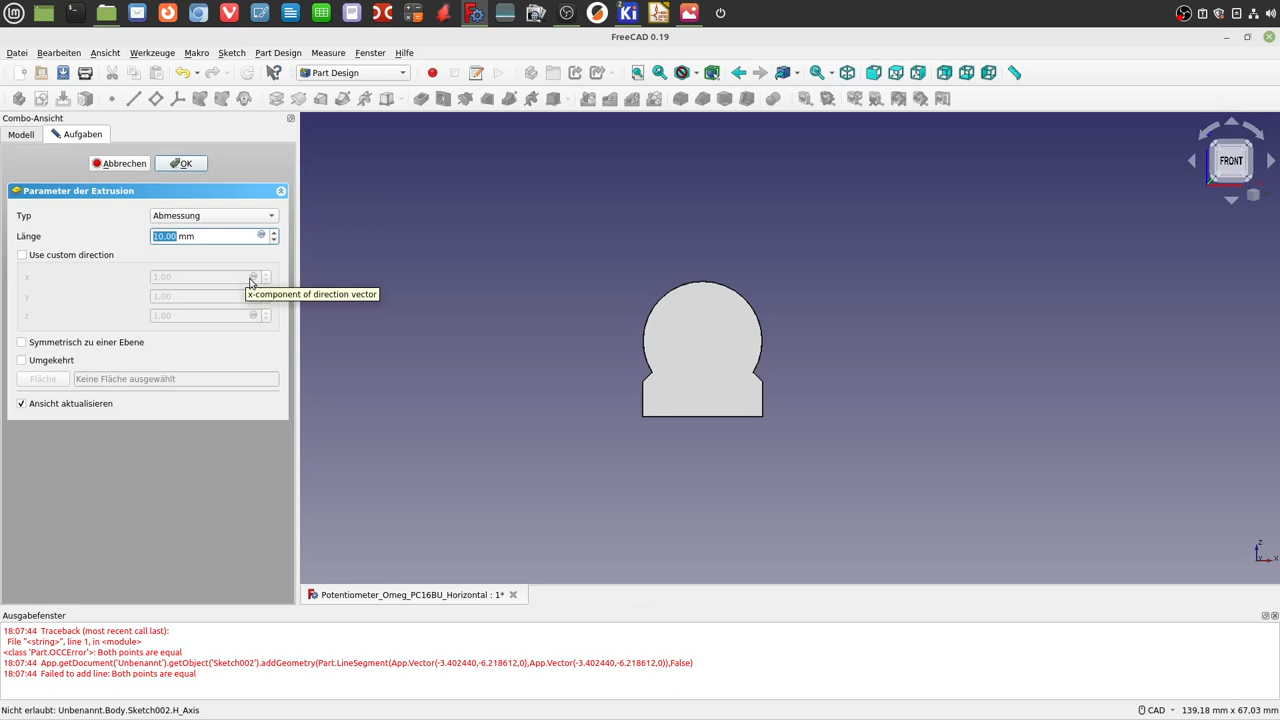 FreeCAD 0.19
Datei Bearbeiten Ansicht Werkzeuge Makro Sketch Part Design Measure Fenster Hilfe
Part Design
Combo-Ansicht
Modell Aufgaben
Abbrechen OK
Parameter der Extrusion
Typ Abmessung
Länge 10.00 mm
Use custom direction
x 1.00
x-component of direction vector
y 1.00
z 1.00
Symmetrisch zu einer Ebene
Umgekehrt
Fläche Keine Fläche ausgewählt
Ansicht aktualisieren
FRONT
z
x
Potentiometer_Omeg_PC16BU_Horizontal : 1*
Ausgabefenster
18:07:44 Traceback (most recent call last):
File "<string>", line 1, in <module>
<class 'Part.OCCError'>: Both points are equal
18:07:44 App.getDocument('Unbenannt').getObject('Sketch002').addGeometry(Part.LineSegment(App.Vector(-3.402440,-6.218612,0),App.Vector(-3.402440,-6.218612,0)),False)
18:07:44 Failed to add line: Both points are equal
Nicht erlaubt: Unbenannt.Body.Sketch002.H_Axis
CAD 139,18 mm x 67,03 mm